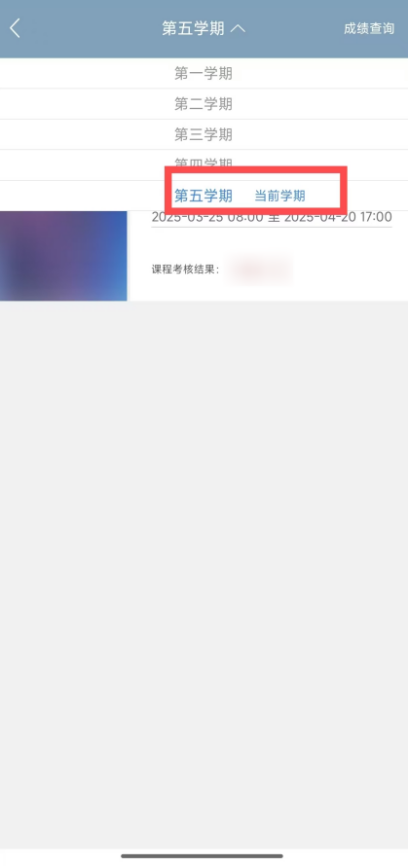 第五学期 成绩查询
第一学期
第二学期
第三学期
第四学期
第五学期 当前学期
2025-03-25 08:00 至 2025-04-20 17:00
课程考核结果：